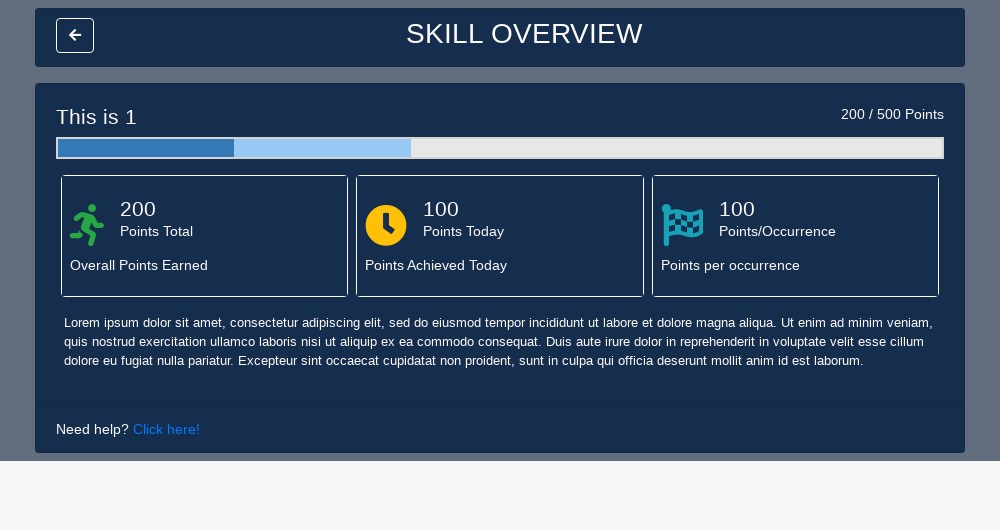 SKILL OVERVIEW
This is 1
200 / 500 Points
200
Points Total
Overall Points Earned
100
Points Today
Points Achieved Today
100
Points/Occurrence
Points per occurrence
Lorem ipsum dolor sit amet, consectetur adipiscing elit, sed do eiusmod tempor incididunt ut labore et dolore magna aliqua. Ut enim ad minim veniam,
quis nostrud exercitation ullamco laboris nisi ut aliquip ex ea commodo consequat. Duis aute irure dolor in reprehenderit in voluptate velit esse cillum
dolore eu fugiat nulla pariatur. Excepteur sint occaecat cupidatat non proident, sunt in culpa qui officia deserunt mollit anim id est laborum.
Need help? Click here!